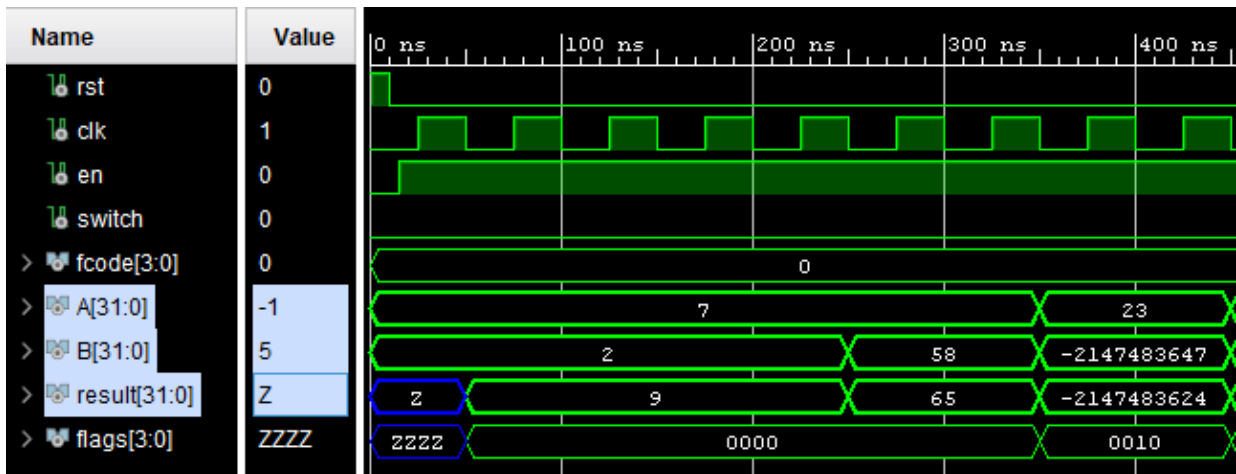 Name Value 0 ns 100 ns 200 ns 300 ns 400 ns
rst 0
clk 1
en 0
switch 0
> fcode[3:0] 0 0
> A[31:0] -1 7 23
> B[31:0] 5 2 58 -2147483647
> result[31:0] Z Z 9 65 -2147483624
> flags[3:0] ZZZZ ZZZZ 0000 0010